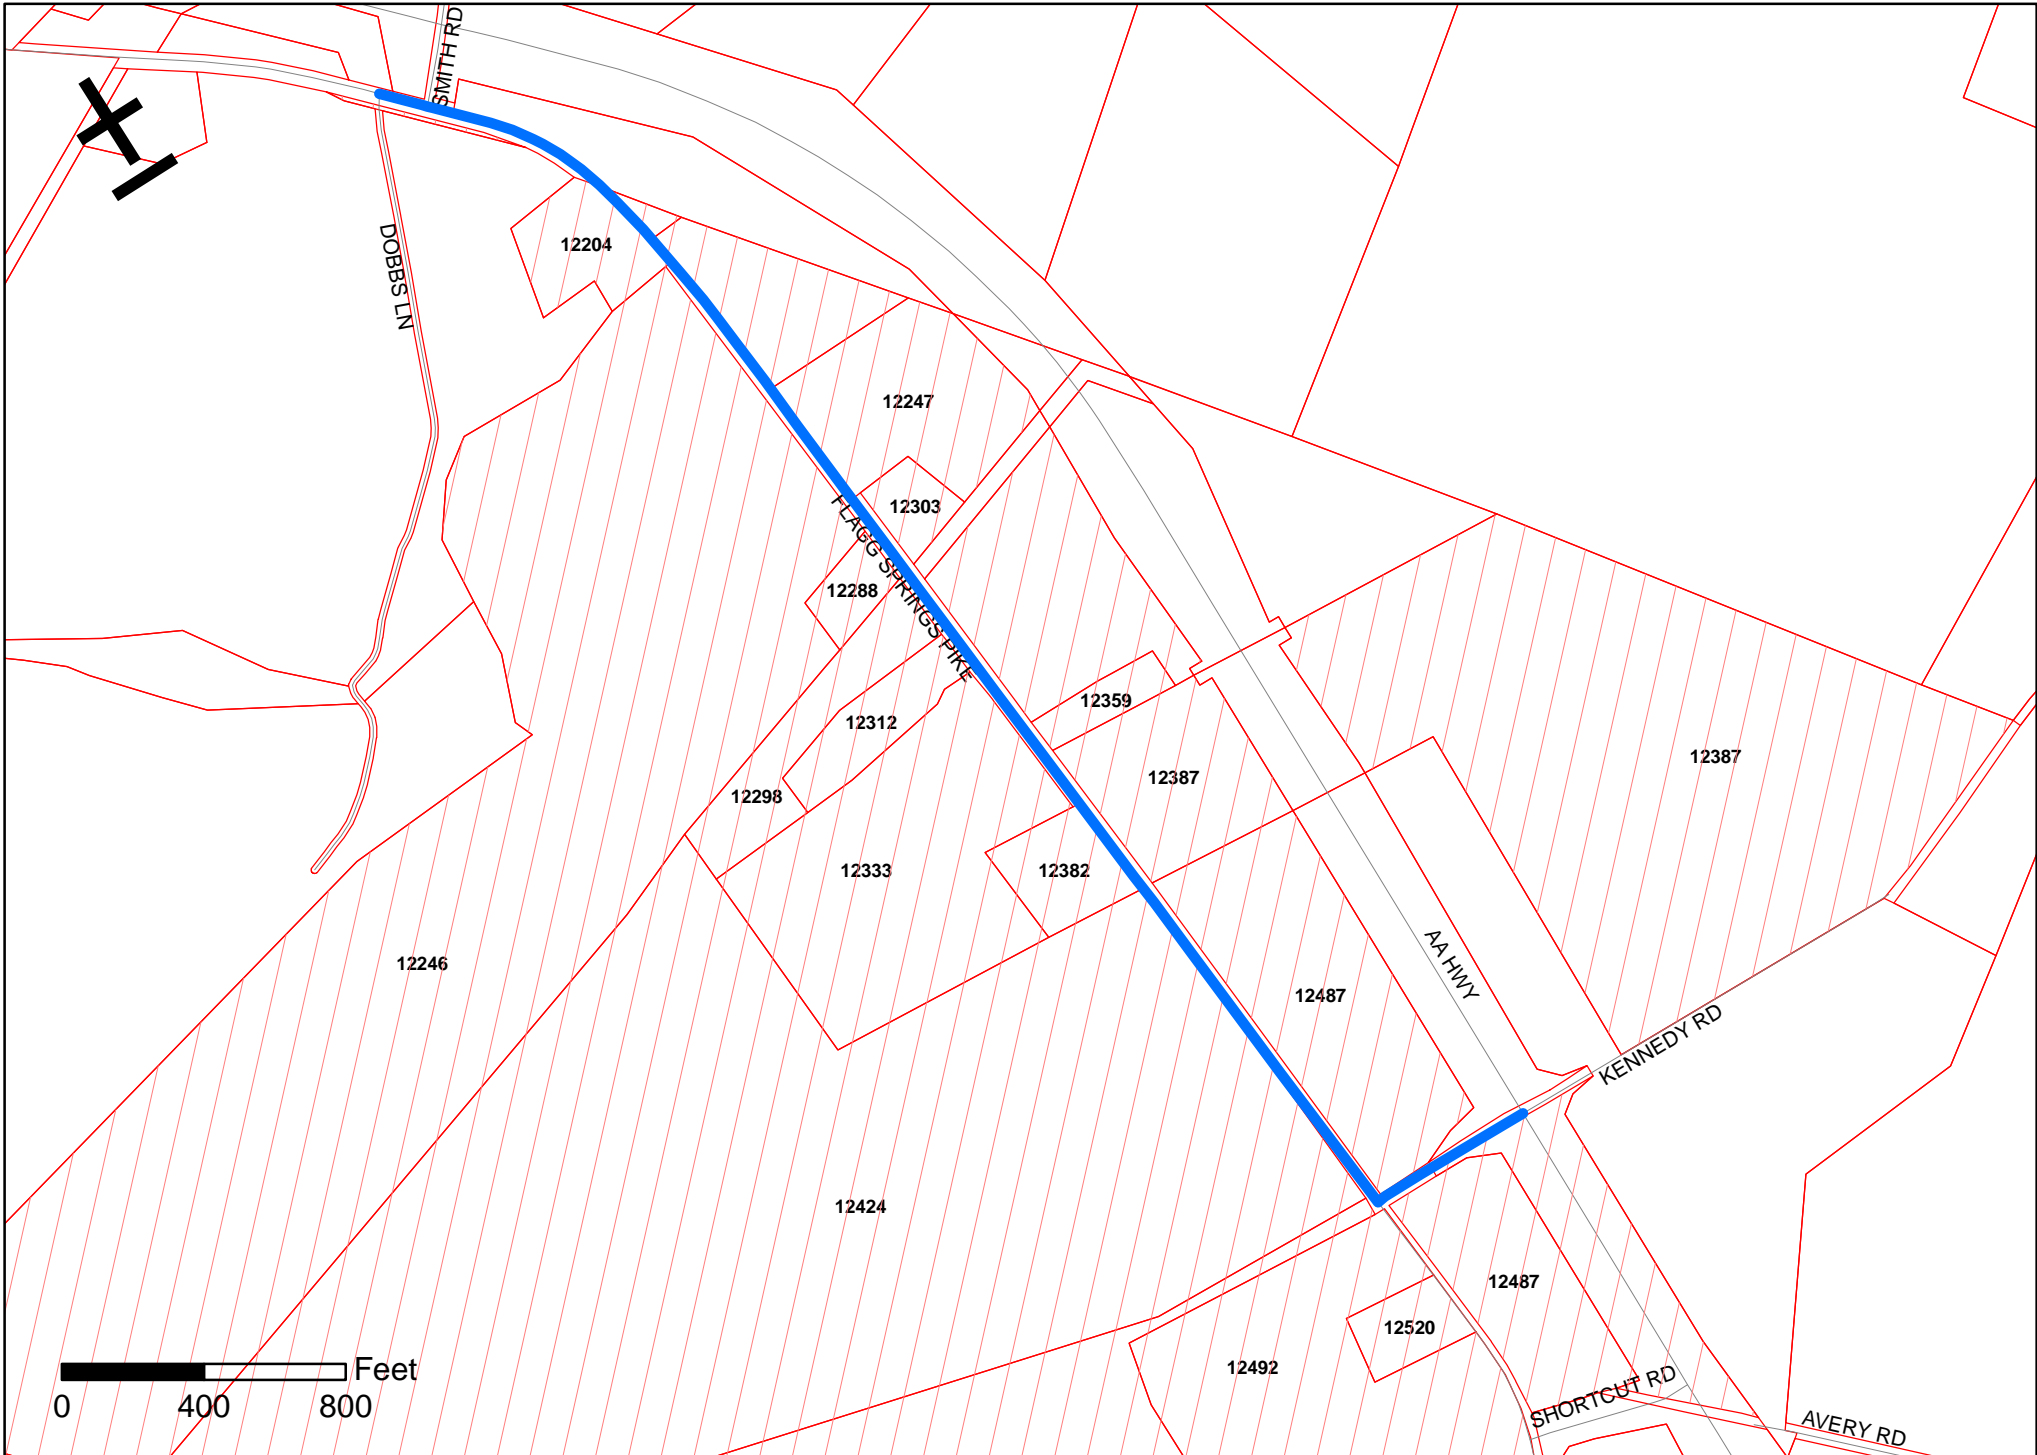 SMITH RD
12204
DOBBS LN
12247
12303
FLAGG SPRINGS PIKE
12288
12359
12312
12387
12387
12298
12333
12382
12246
AA HWY
12487
KENNEDY RD
12424
12487
12520
12492
Feet
0 400 800
SHORTCUT RD
AVERY RD